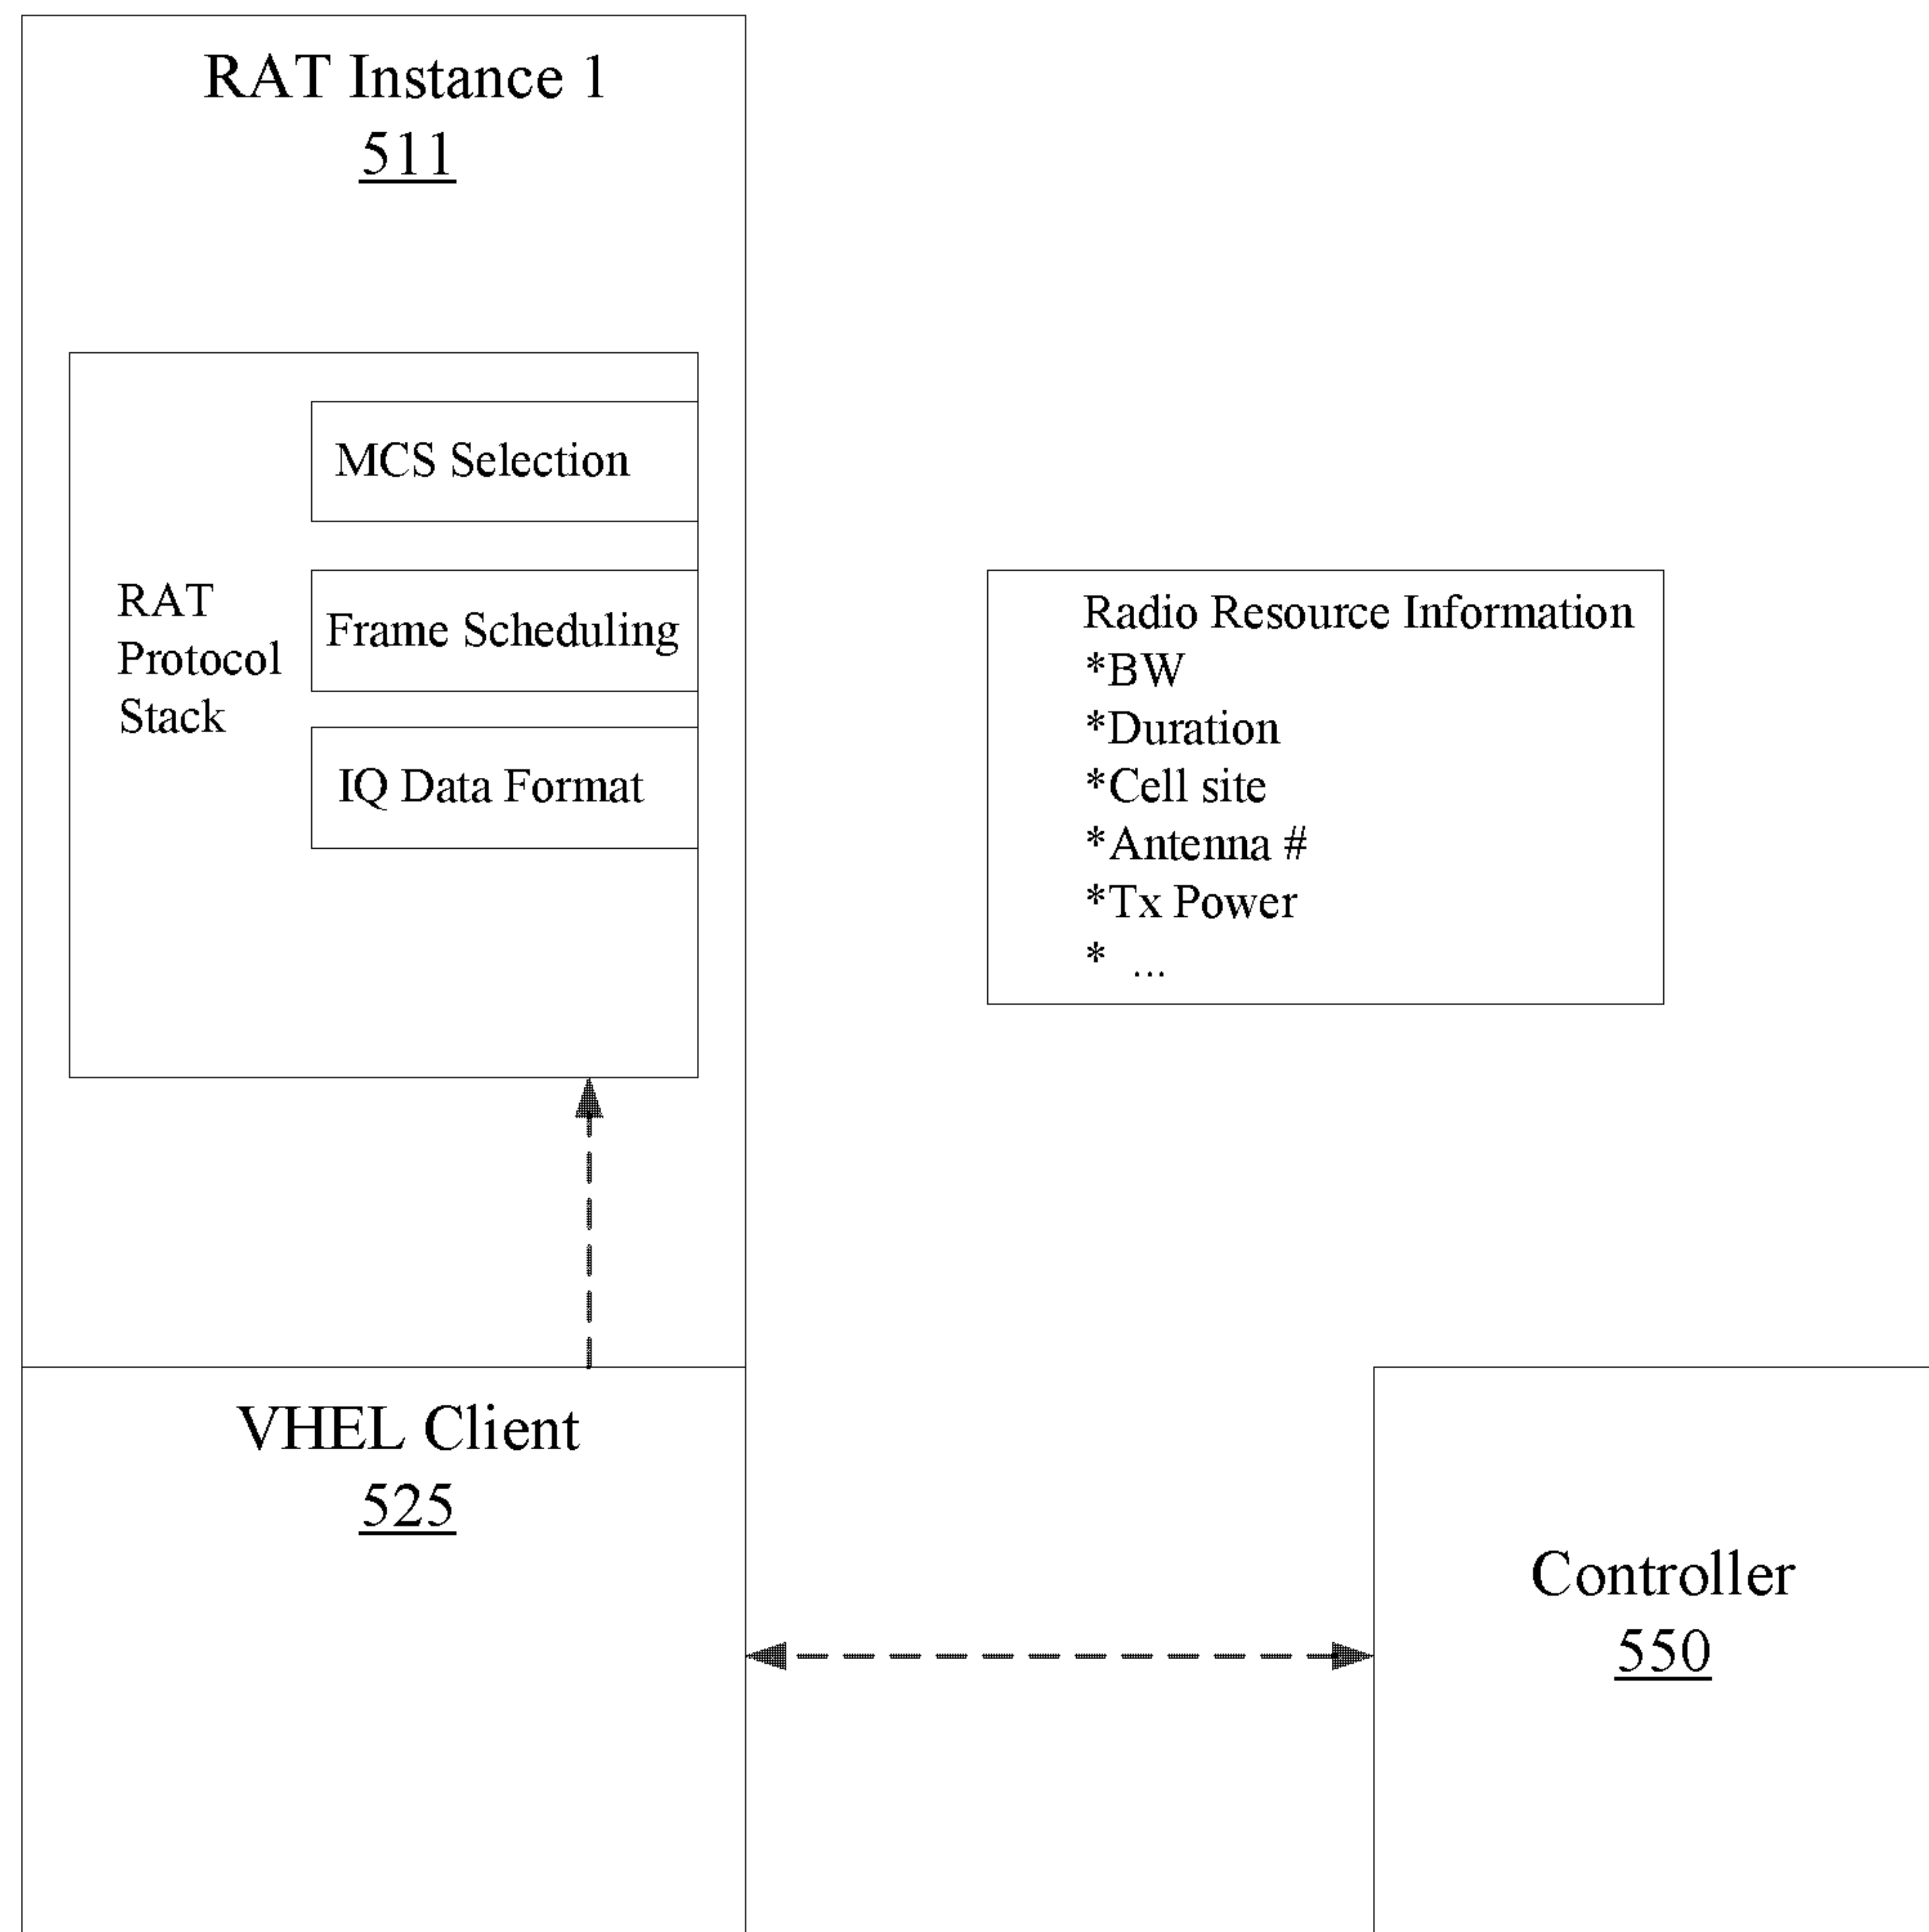 RAT Instance 1
511
MCS Selection
RAT
Protocol
Stack
Frame Scheduling
IQ Data Format
Radio Resource Information
*BW
*Duration
*Cell site
*Antenna #
*Tx Power
* ...
VHEL Client
525
Controller
550